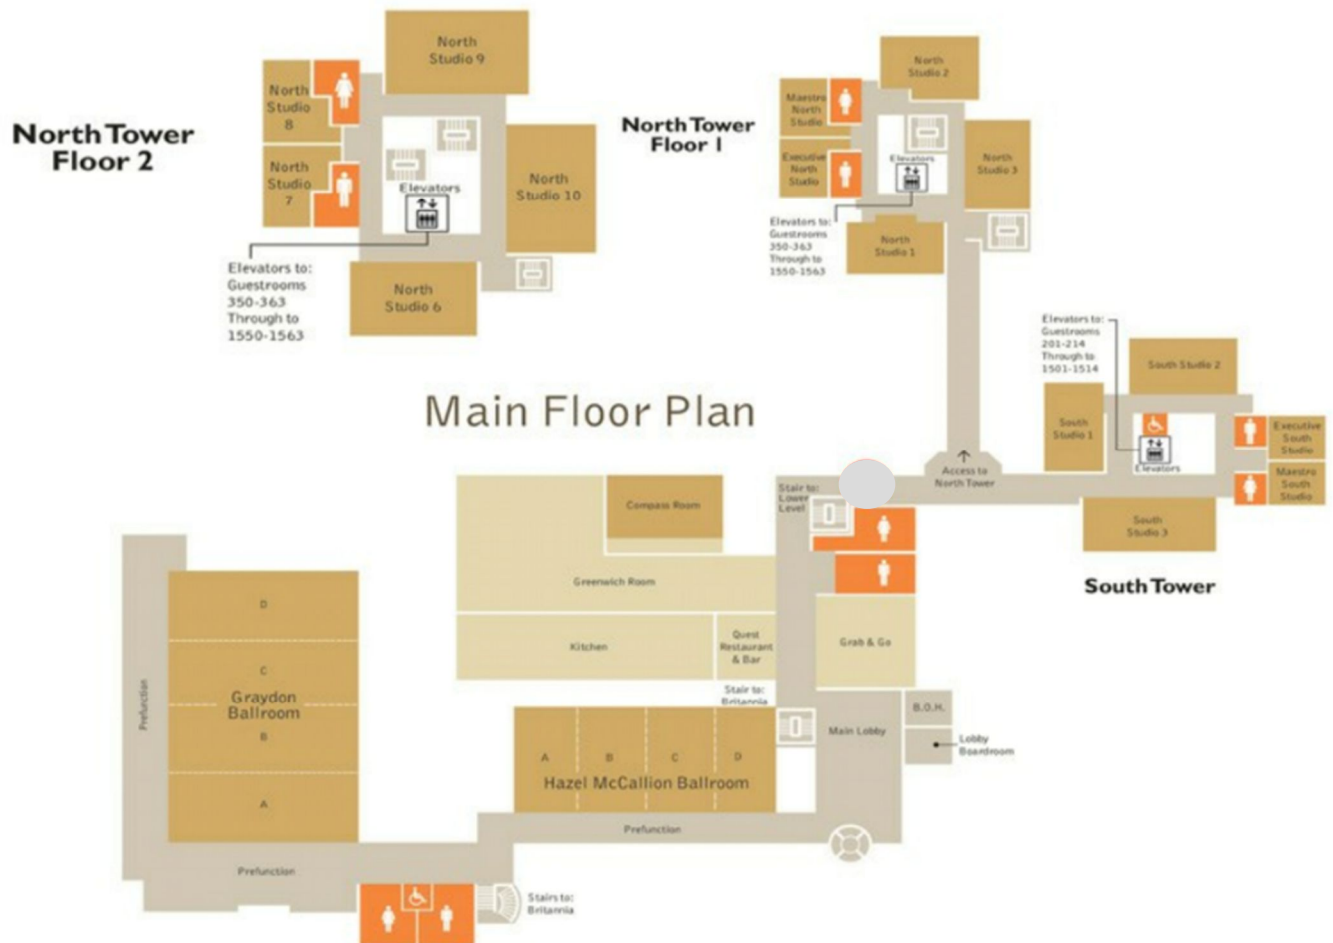 North Tower
Floor 2
North
Studio 9
North
Studio
8
North
Studio
7
North
Studio 10
Elevators
North
Studio 6
Elevators to:
Guestrooms
350-363
Through to
1550-1563
North Tower
Floor 1
North
Studio 2
Maestro
North
Studio
Executive
North
Studio
North
Studio 3
Elevators
North
Studio 1
Elevators to:
Guestrooms
350-363
Through to
1550-1563
Main Floor Plan
Elevators to:
Guestrooms
201-214
Through to
1501-1514
South Studio 2
South
Studio 1
Elevators
Executive
South
Studio
Maestro
South
Studio
South
Studio 3
South Tower
Access to
North Tower
Stair to:
Lower
Level
Compass Room
Greenwich Room
Kitchen
Quest
Restaurant
& Bar
Grab & Go
Stair to:
Britannia
Main Lobby
B.O.H.
Lobby
Boardroom
A
B
C
D
Hazel McCallion Ballroom
Prefunction
D
C
Graydon
Ballroom
B
A
Prefunction
Prefunction
Stairs to:
Britannia